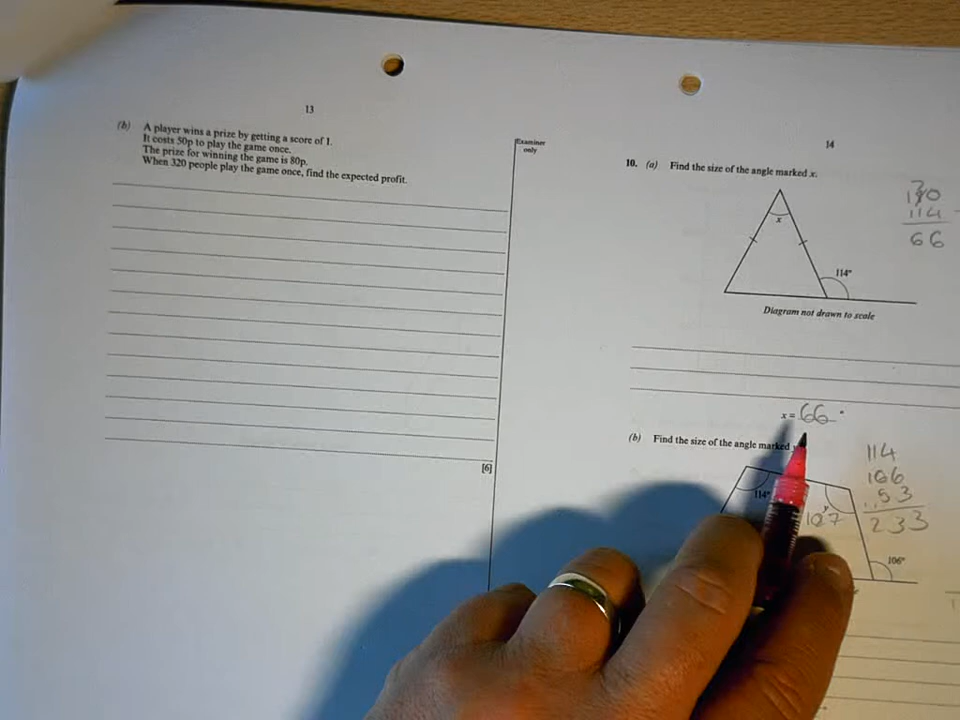 13
(b) A player wins a prize by getting a score of 1.
It costs 50p to play the game once.
The prize for winning the game is 80p.
When 320 people play the game once, find the expected profit.
Examiner
only
[6]
14
10. (a) Find the size of the angle marked x.
114
66
x
114°
Diagram not drawn to scale
x = 66°
(b) Find the size of the angle marked
114°
y
127
106°
114
106
53
233